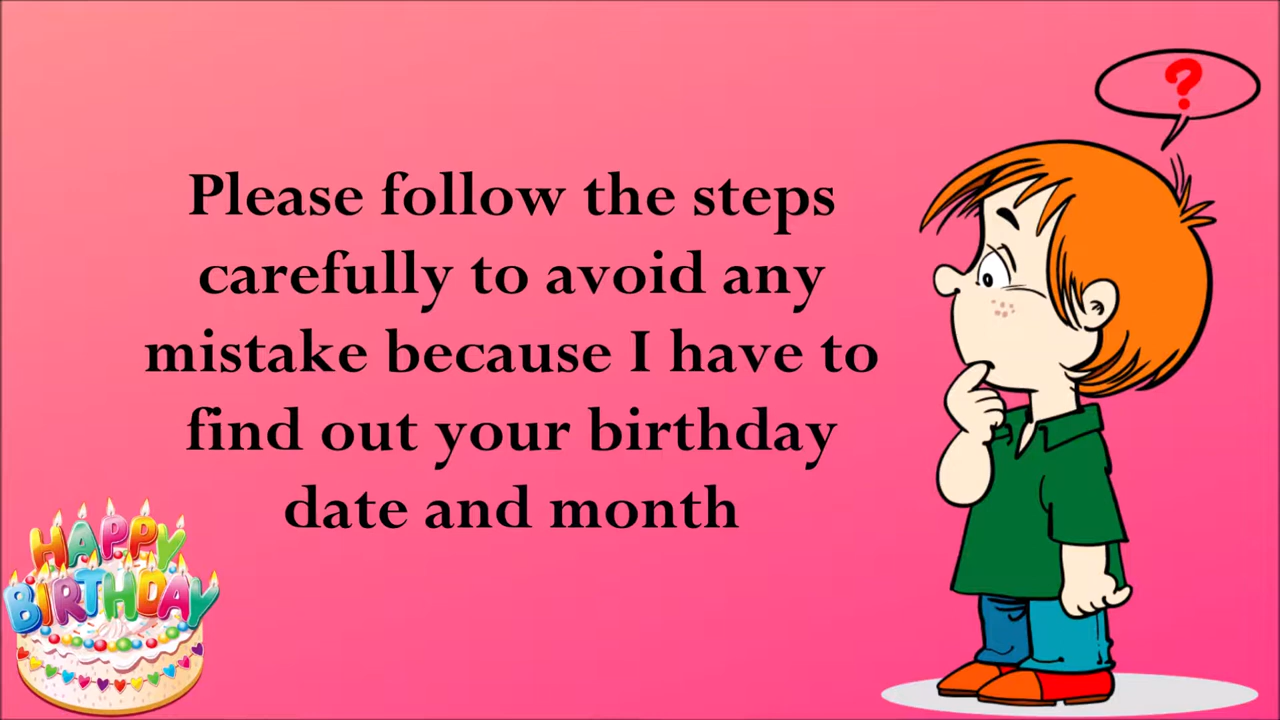 ?
Please follow the steps
carefully to avoid any
mistake because I have to
find out your birthday
date and month
HAPPY
BIRTHDAY